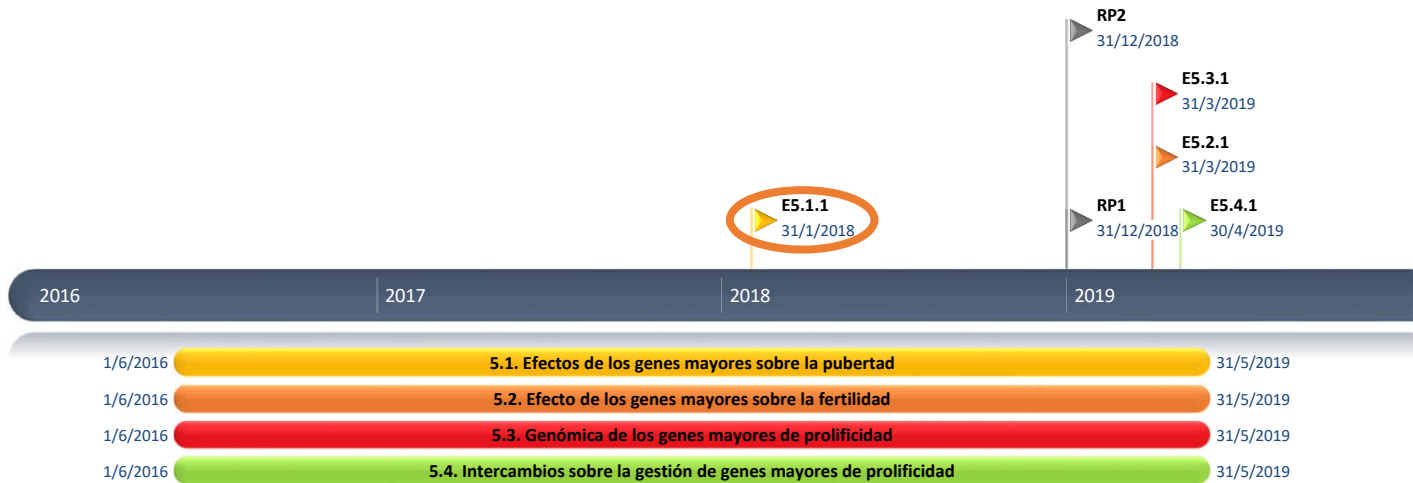 RP2
31/12/2018
E5.3.1
31/3/2019
E5.2.1
31/3/2019
E5.1.1
31/1/2018
RP1
31/12/2018
E5.4.1
30/4/2019
2016
2017
2018
2019
1/6/2016
5.1. Efectos de los genes mayores sobre la pubertad
31/5/2019
1/6/2016
5.2. Efecto de los genes mayores sobre la fertilidad
31/5/2019
1/6/2016
5.3. Genómica de los genes mayores de prolificidad
31/5/2019
1/6/2016
5.4. Intercambios sobre la gestión de genes mayores de prolificidad
31/5/2019